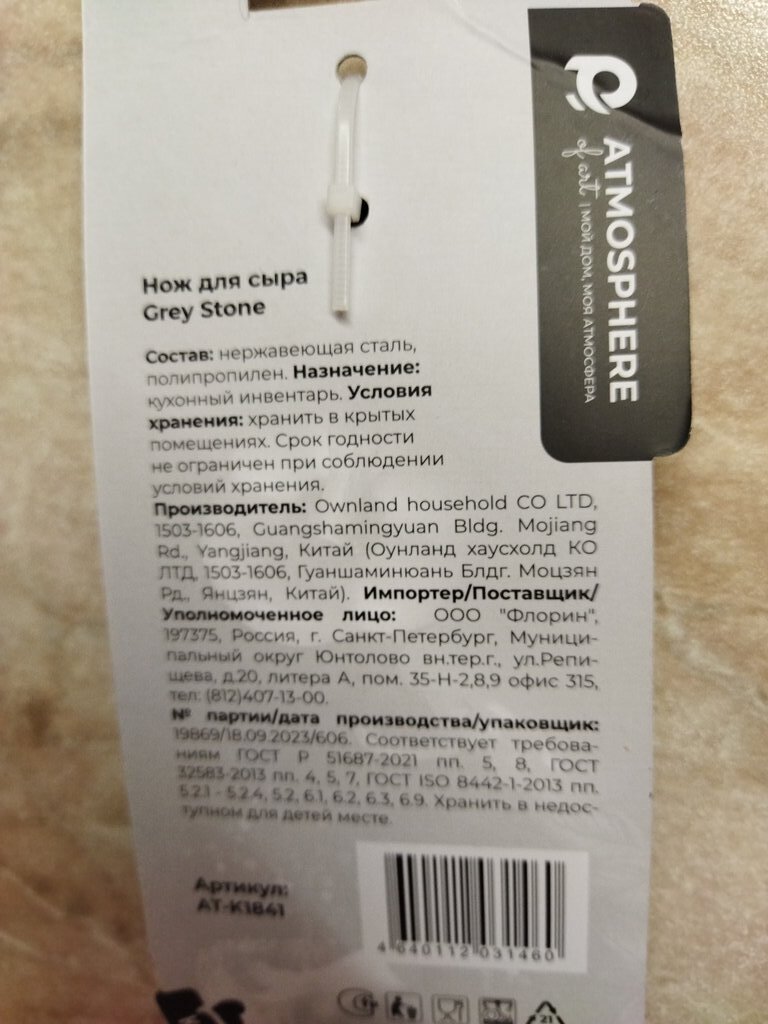 ATMOSPHERE
of art | МОЙ ДОМ, МОЯ АТМОСФЕРА
Нож для сыра
Grey Stone
Состав: нержавеющая сталь,
полипропилен. Назначение:
кухонный инвентарь. Условия
хранения: хранить в крытых
помещениях. Срок годности
не ограничен при соблюдении
условий хранения.
Производитель: Ownland household CO LTD,
1503-1606, Guangshamingyuan Bldg. Mojiang
Rd., Yangjiang, Китай (Оунланд хаусхолд КО
ЛТД, 1503-1606, Гуаншаминюань Блдг. Моцзян
Рд., Янцзян, Китай). Импортер/Поставщик/
Уполномоченное лицо: ООО "Флорин",
197375, Россия, г. Санкт-Петербург, Муници-
пальный округ Юнтолово вн.тер.г., ул.Репи-
щева, д.20, литера А, пом. 35-Н-2,8,9 офис 315,
тел: (812)407-13-00.
№ партии/дата производства/упаковщик:
19869/18.09.2023/606. Соответствует требова-
ниям ГОСТ Р 51687-2021 пп. 5, 8, ГОСТ
32583-2013 пп. 4, 5, 7, ГОСТ ISO 8442-1-2013 пп.
5.2.1 - 5.2.4, 5.2, 6.1, 6.2, 6.3, 6.9. Хранить в недос-
тупном для детей месте.
Артикул:
AT-K1841
4 640112 031460
21